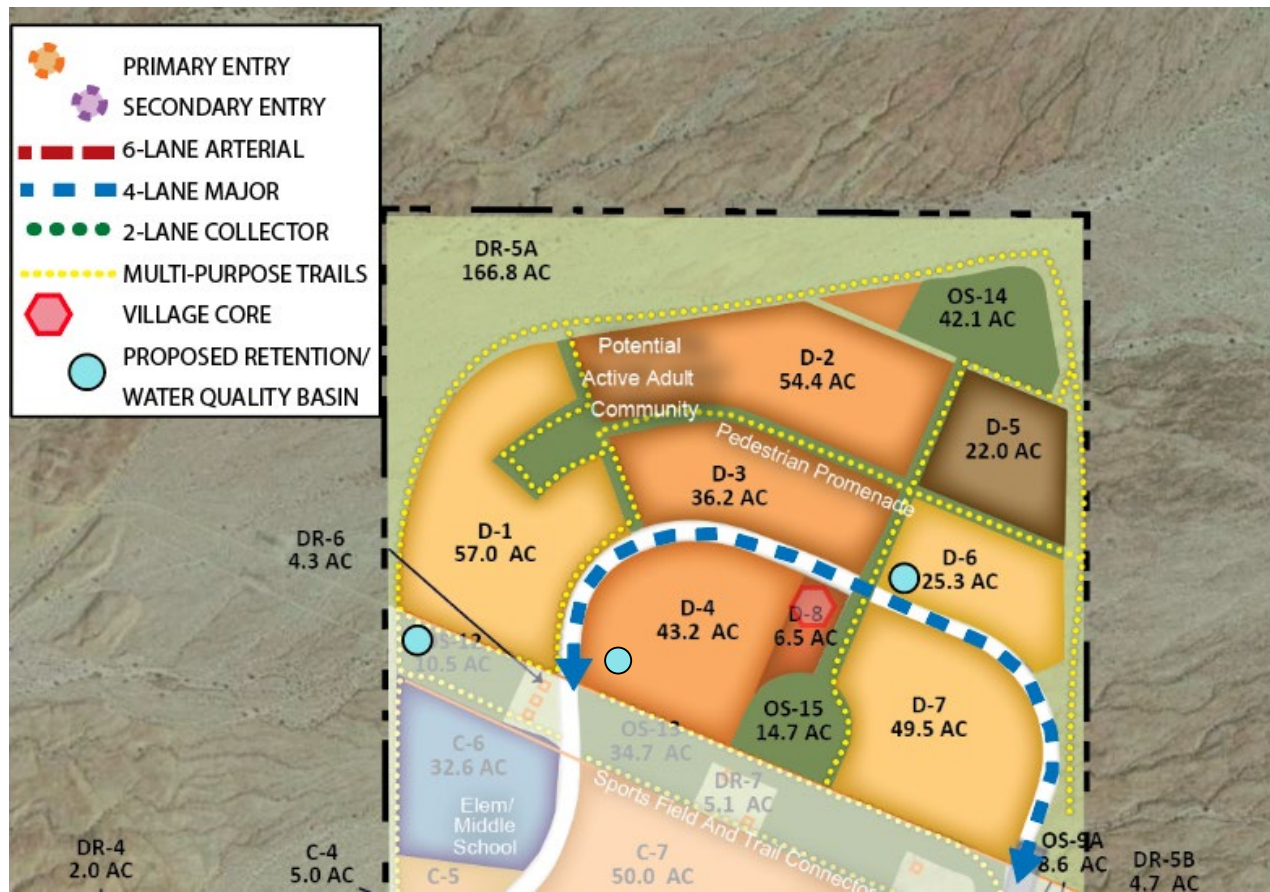 PRIMARY ENTRY
SECONDARY ENTRY
6-LANE ARTERIAL
4-LANE MAJOR
2-LANE COLLECTOR
MULTI-PURPOSE TRAILS
VILLAGE CORE
PROPOSED RETENTION/
WATER QUALITY BASIN
DR-5A
166.8 AC
OS-14
42.1 AC
Potential
Active Adult
Community
D-2
54.4 AC
D-5
22.0 AC
Pedestrian Promenade
D-3
36.2 AC
D-1
57.0 AC
DR-6
4.3 AC
D-6
25.3 AC
D-4
43.2 AC
D-8
6.5 AC
OS-12
10.5 AC
OS-15
14.7 AC
D-7
49.5 AC
OS-13
34.7 AC
C-6
32.6 AC
DR-7
5.1 AC
Elem/
Middle
School
Sports Field And Trail Connector
DR-4
2.0 AC
C-4
5.0 AC
C-5
C-7
50.0 AC
OS-9A
8.6 AC
DR-5B
4.7 AC